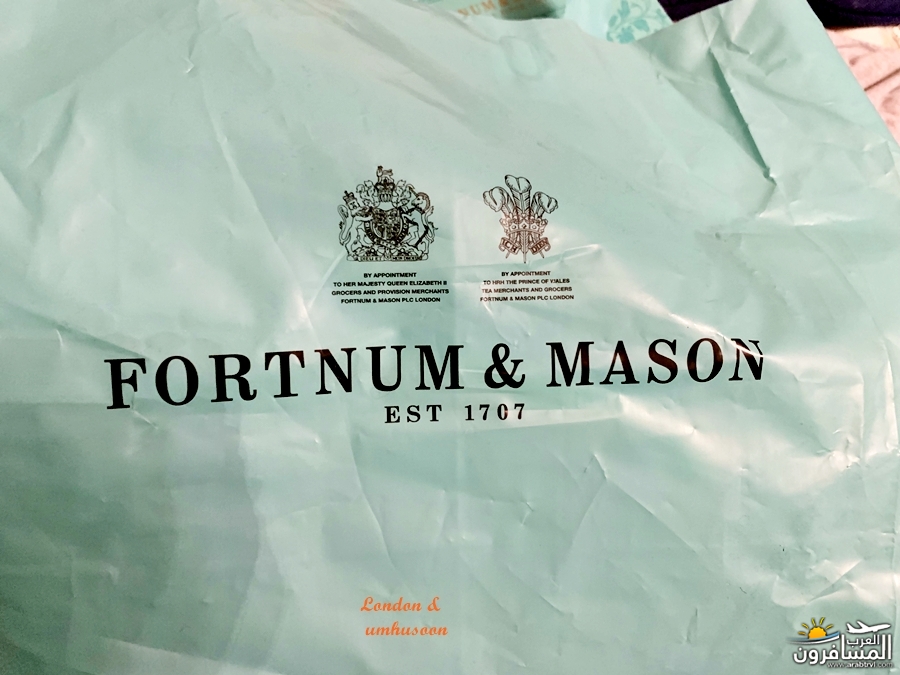 NUM &
BY APPOINTMENT
TO HER MAJESTY QUEEN ELIZABETH II
GROCERS AND PROVISION MERCHANTS
FORTNUM & MASON PLC LONDON
BY APPOINTMENT
TO HRH THE PRINCE OF WALES
TEA MERCHANTS AND GROCERS
FORTNUM & MASON PLC LONDON
FORTNUM & MASON
EST 1707
London &
umhusoon
العرب
المسافرون
www.arabtrvl.com